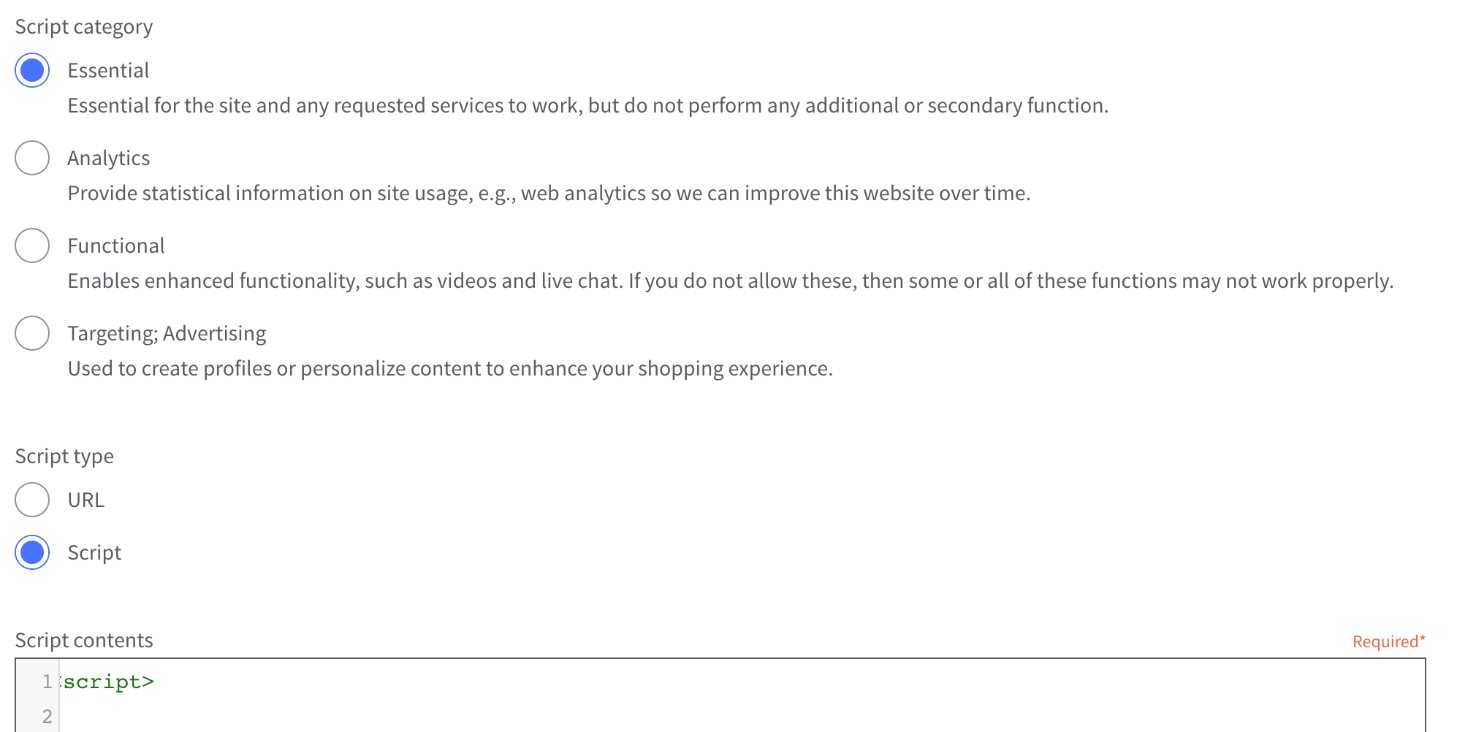 Script category
Essential
Essential for the site and any requested services to work, but do not perform any additional or secondary function.
Analytics
Provide statistical information on site usage, e.g., web analytics so we can improve this website over time.
Functional
Enables enhanced functionality, such as videos and live chat. If you do not allow these, then some or all of these functions may not work properly.
Targeting; Advertising
Used to create profiles or personalize content to enhance your shopping experience.
Script type
URL
Script
Script contents Required*
1 <script>
2